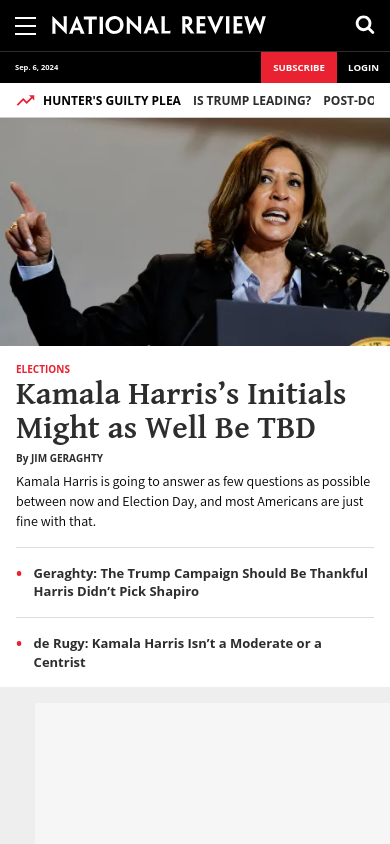 NATIONAL REVIEW
Sep. 6, 2024
SUBSCRIBE
LOGIN
HUNTER'S GUILTY PLEA IS TRUMP LEADING? POST-DO
ELECTIONS
Kamala Harris’s Initials
Might as Well Be TBD
By JIM GERAGHTY
Kamala Harris is going to answer as few questions as possible
between now and Election Day, and most Americans are just
fine with that.
Geraghty: The Trump Campaign Should Be Thankful
Harris Didn’t Pick Shapiro
de Rugy: Kamala Harris Isn’t a Moderate or a
Centrist